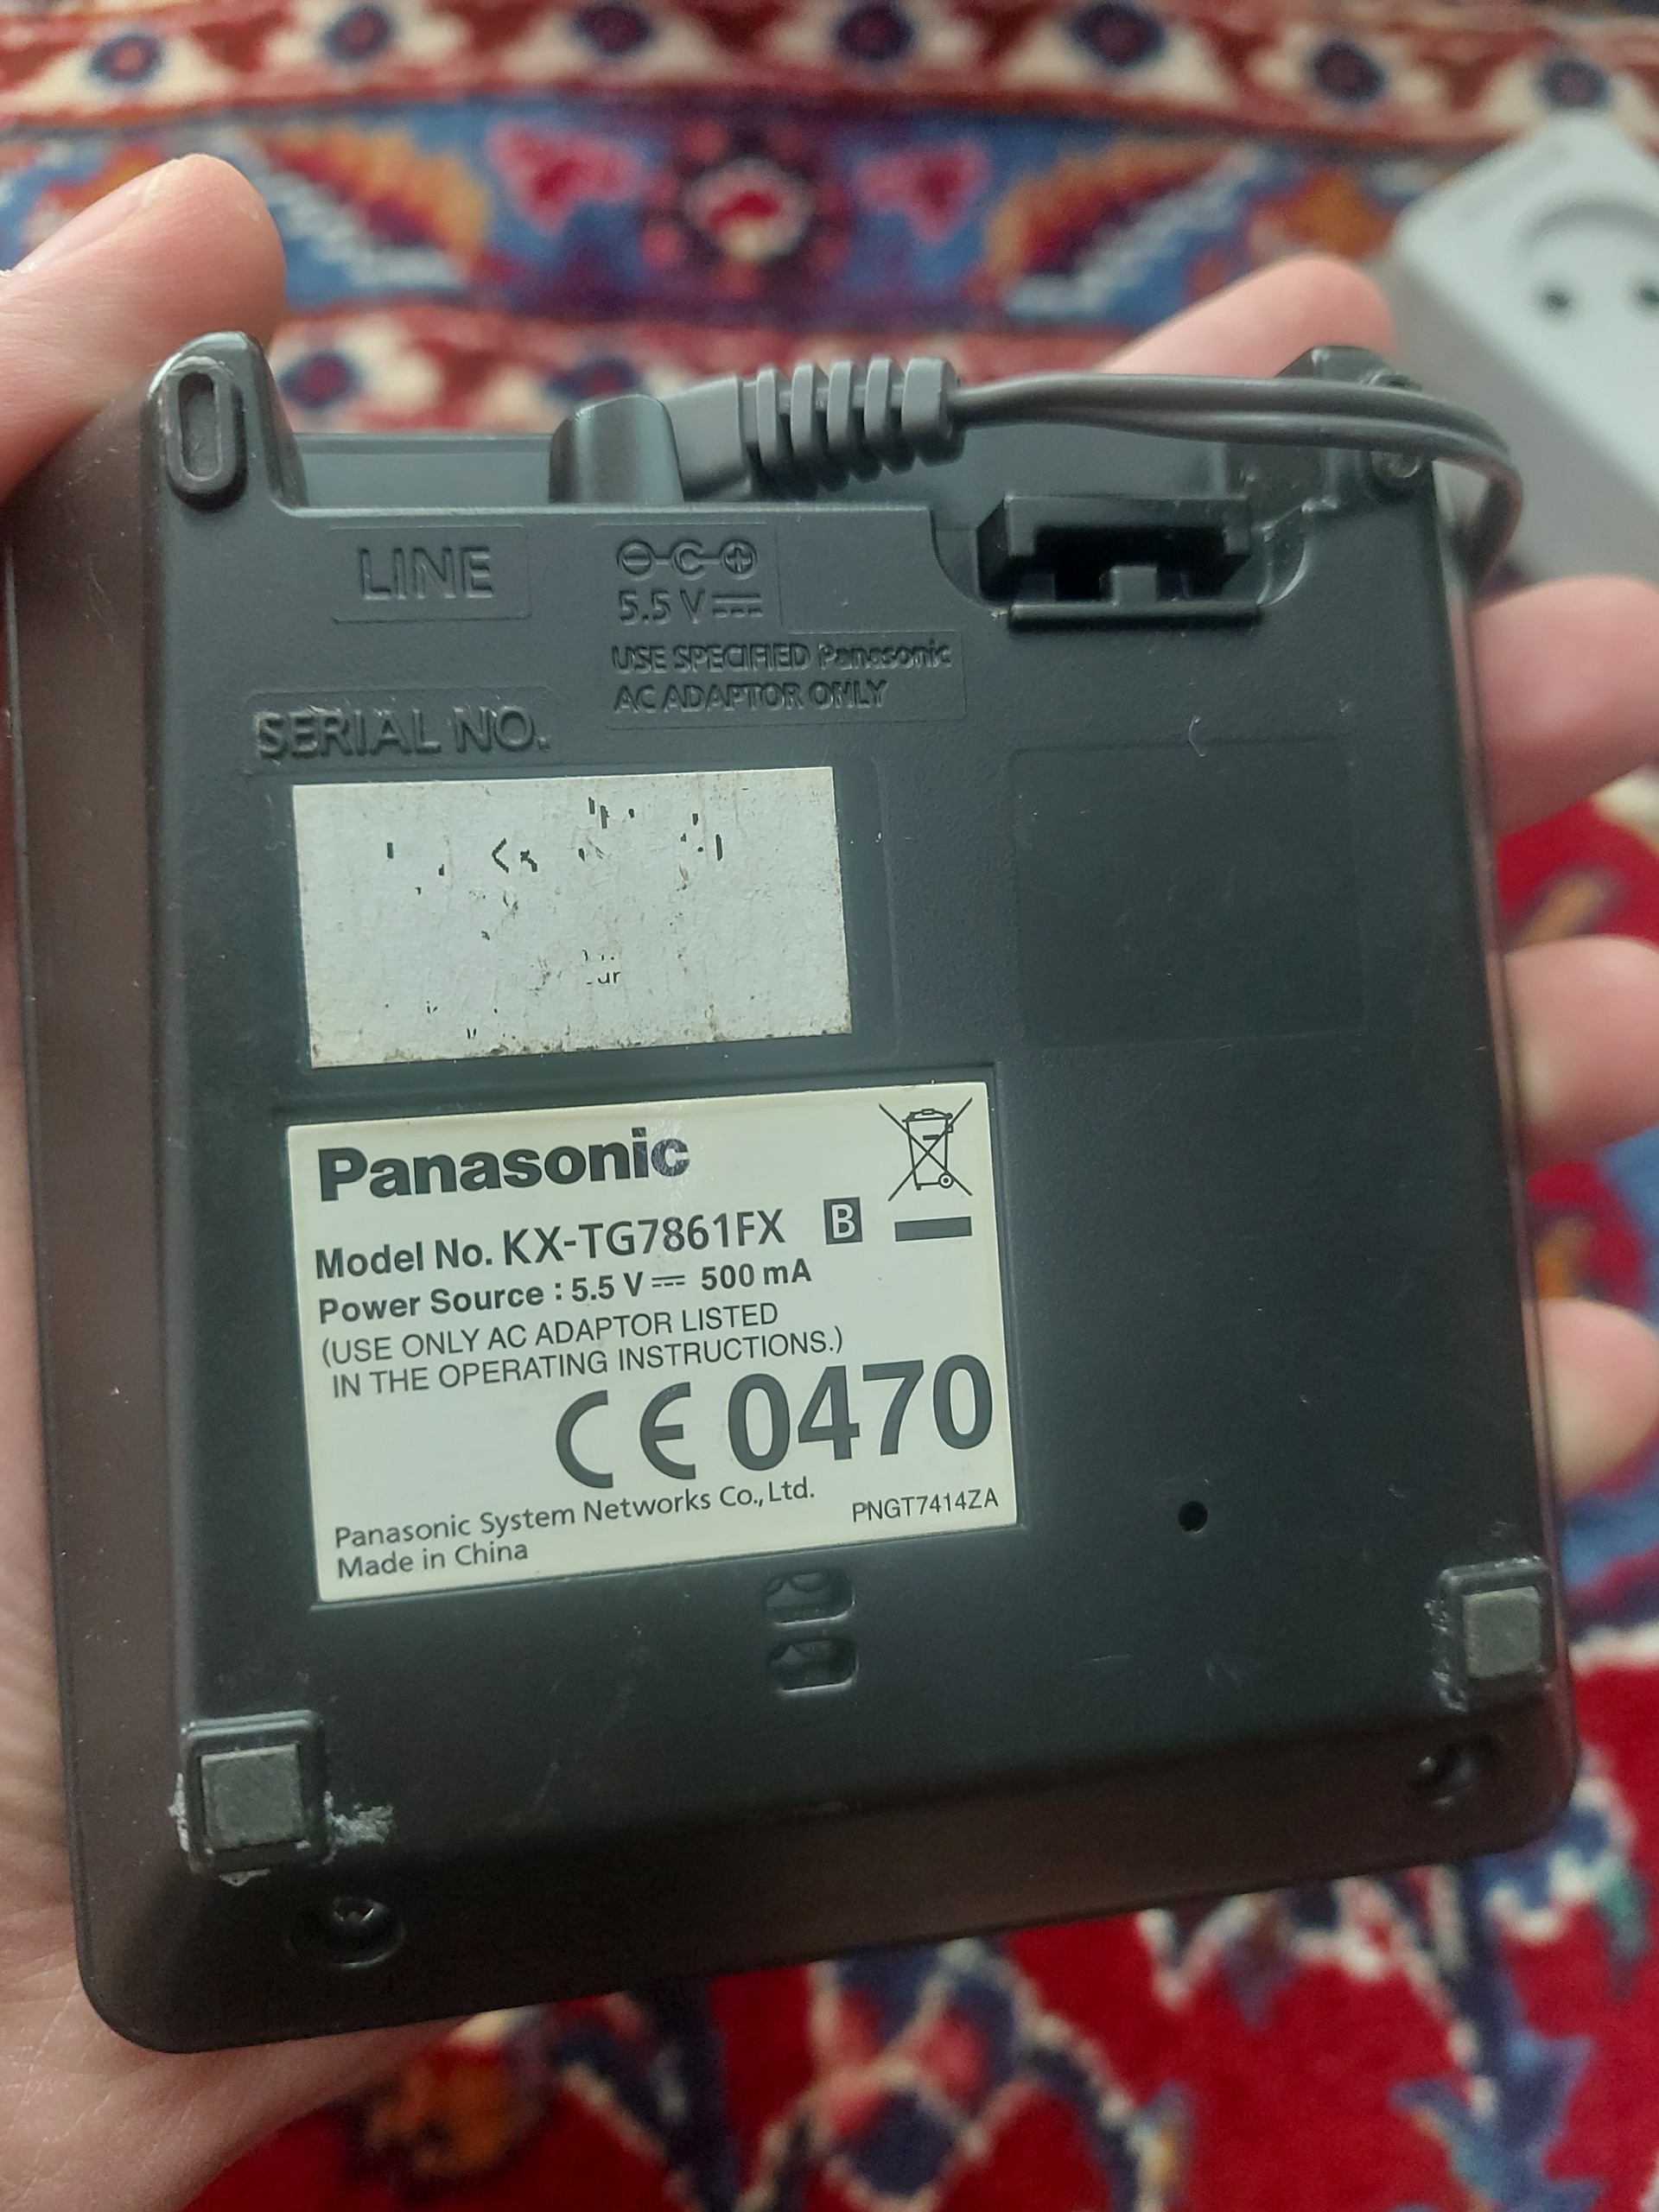 LINE
5.5 V
USE SPECIFIED Panasonic
AC ADAPTOR ONLY
SERIAL NO.
Panasonic
Model No. KX-TG7861FX B
Power Source : 5.5 V 500 mA
(USE ONLY AC ADAPTOR LISTED
IN THE OPERATING INSTRUCTIONS.)
CE 0470
Panasonic System Networks Co., Ltd.
PNGT7414ZA
Made in China